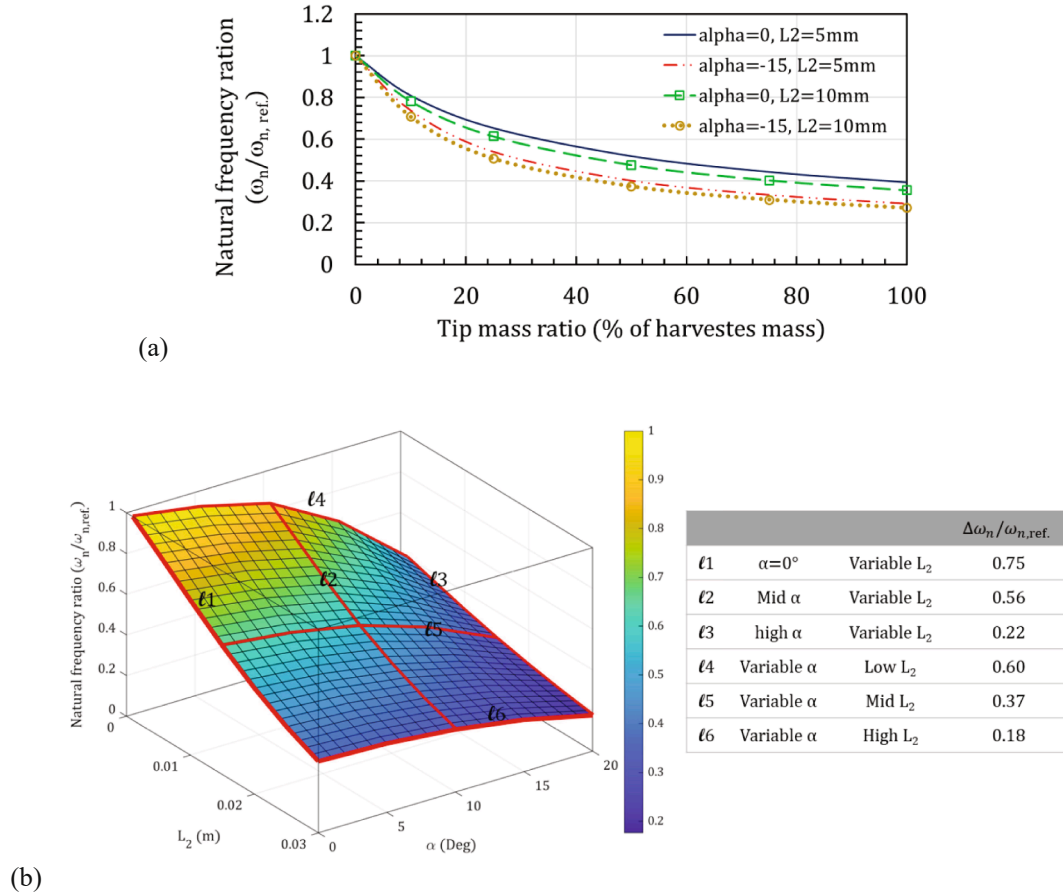 1.2
1
0.8
0.6
0.4
0.2
0
Natural frequency ration
(ωn/ωn, ref.)
alpha=0, L2=5mm
alpha=-15, L2=5mm
alpha=0, L2=10mm
alpha=-15, L2=10mm
0 20 40 60 80 100
Tip mass ratio (% of harvestes mass)
(a)
Natural frequency ratio (ωn/ωn,ref.)
1
0.8
0.6
0.4
0.2
0
0
0.01
0.02
0.03
L2 (m)
0
5
10
15
20
α (Deg)
ℓ1
ℓ2
ℓ3
ℓ4
ℓ5
ℓ6
1
0.9
0.8
0.7
0.6
0.5
0.4
0.3
0.2
Δωn/ωn,ref.
ℓ1 α=0° Variable L2 0.75
ℓ2 Mid α Variable L2 0.56
ℓ3 high α Variable L2 0.22
ℓ4 Variable α Low L2 0.60
ℓ5 Variable α Mid L2 0.37
ℓ6 Variable α High L2 0.18
(b)